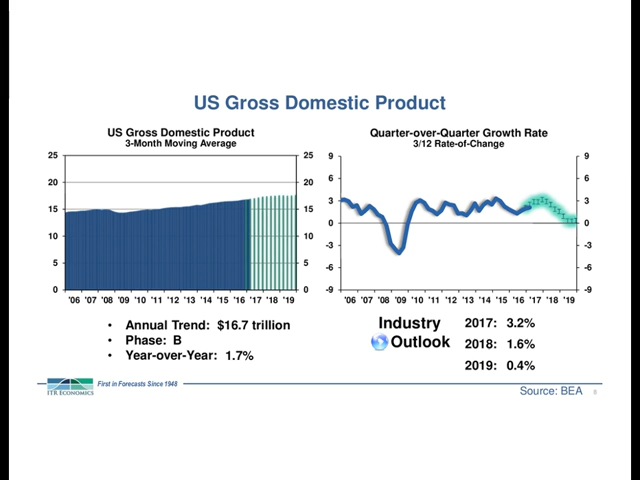 US Gross Domestic Product
US Gross Domestic Product
3-Month Moving Average
25 25
20 20
15 15
10 10
5 5
0 0
'06 '07 '08 '09 '10 '11 '12 '13 '14 '15 '16 '17 '18 '19
Quarter-over-Quarter Growth Rate
3/12 Rate-of-Change
9 9
6 6
3 3
0 0
-3 -3
-6 -6
-9 -9
'06 '07 '08 '09 '10 '11 '12 '13 '14 '15 '16 '17 '18 '19
• Annual Trend: $16.7 trillion
• Phase: B
• Year-over-Year: 1.7%
Industry
Outlook
2017: 3.2%
2018: 1.6%
2019: 0.4%
ITR ECONOMICS
First in Forecasts Since 1948
Source: BEA
8